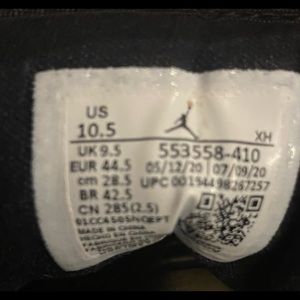 US
10.5
XH
UK 9.5
553558-410
EUR 44.5
05/12/20 07/09/20
cm 28.5
UPC 00194498267257
BR 42.5
CN 285(2.5)
MADE IN CHINA